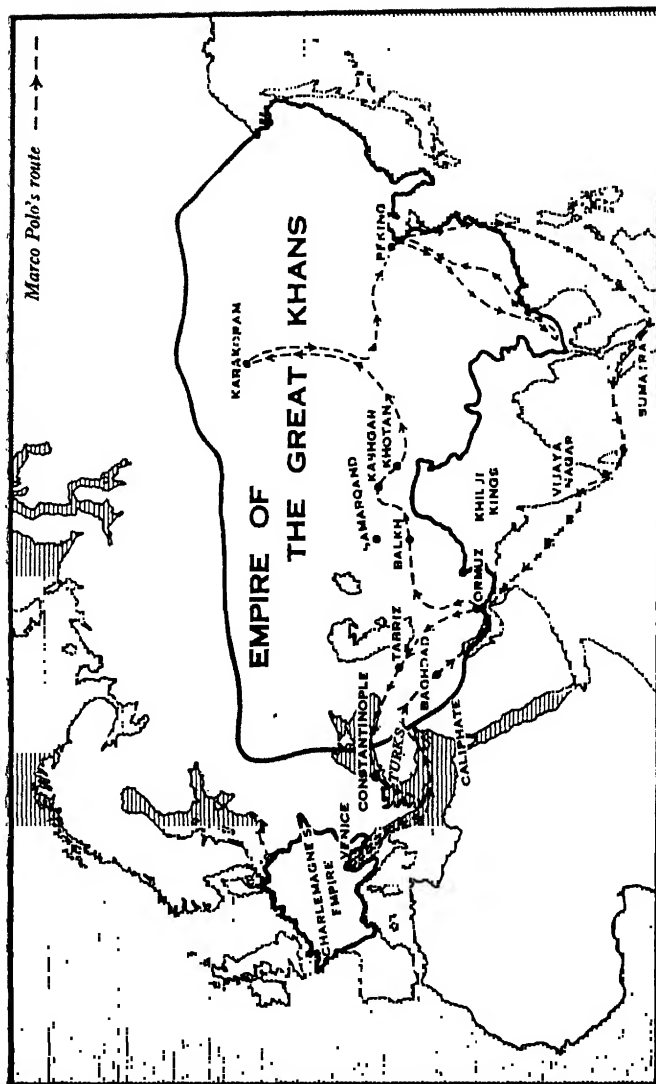 Marco Polo's route
EMPIRE OF
THE GREAT KHANS
KARAKORAM
PEKING
SAMARQAND
KASHGAR
KHOTAN
BALKH
TABRIZ
BAGHDAD
ORMUZ
KHILJI
KINGS
VIJAYA
NAGAR
SUMATRA
CONSTANTINOPLE
TURKS
CALIPHATE
VENICE
CHARLEMAGNE'S
EMPIRE